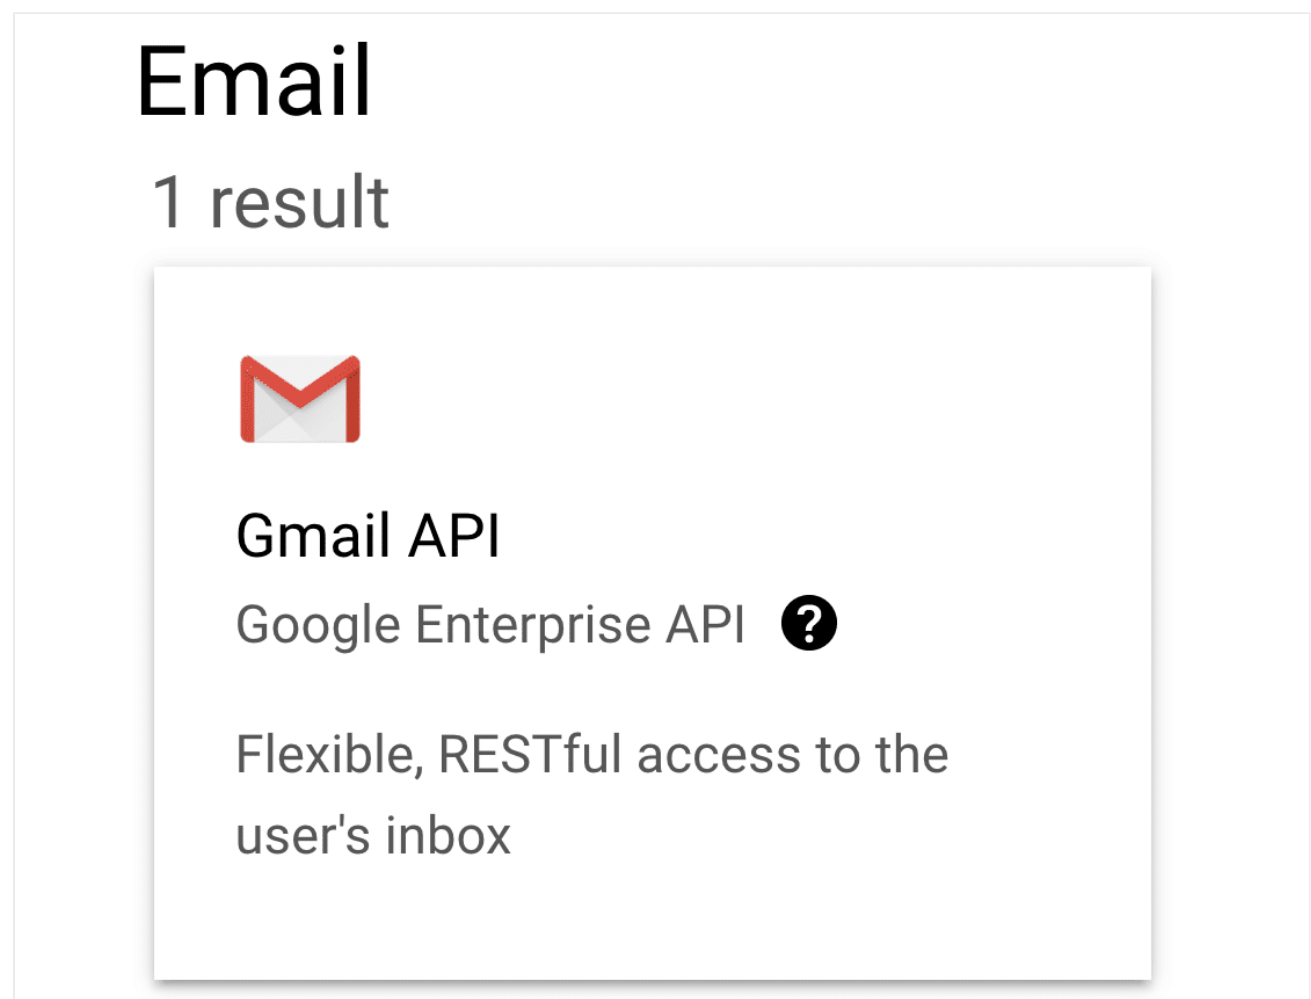 Email
1 result
Gmail API
Google Enterprise API ?
Flexible, RESTful access to the
user's inbox